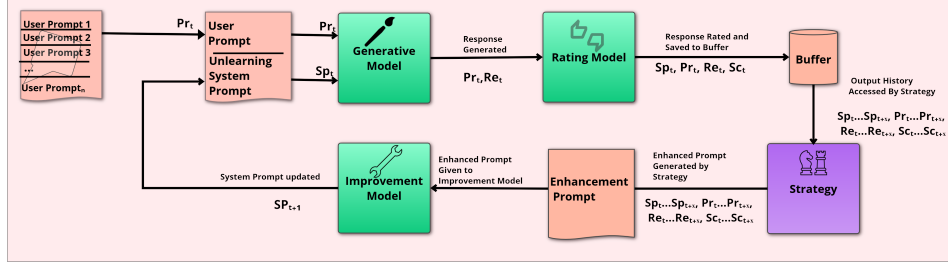 User Prompt 1
User Prompt 2
User Prompt 3
...
User Promptₙ
Prₜ
User
Prompt
Unlearning
System
Prompt
Prₜ
Spₜ
Generative
Model
Response
Generated
Prₜ,Reₜ
Rating Model
Response Rated and
Saved to Buffer
Spₜ, Prₜ, Reₜ, Scₜ
Buffer
Output History
Accessed By Strategy
Spₜ...Spₜ₊ₓ, Prₜ...Prₜ₊ₓ,
Reₜ...Reₜ₊ₓ, Scₜ...Scₜ₊ₓ
Strategy
Enhanced Prompt
Generated by
Strategy
Spₜ...Spₜ₊ₓ, Prₜ...Prₜ₊ₓ,
Reₜ...Reₜ₊ₓ, Scₜ...Scₜ₊ₓ
Enhancement
Prompt
Enhanced Prompt
Given to
Improvement Model
Improvement
Model
System Prompt updated
SPₜ₊₁